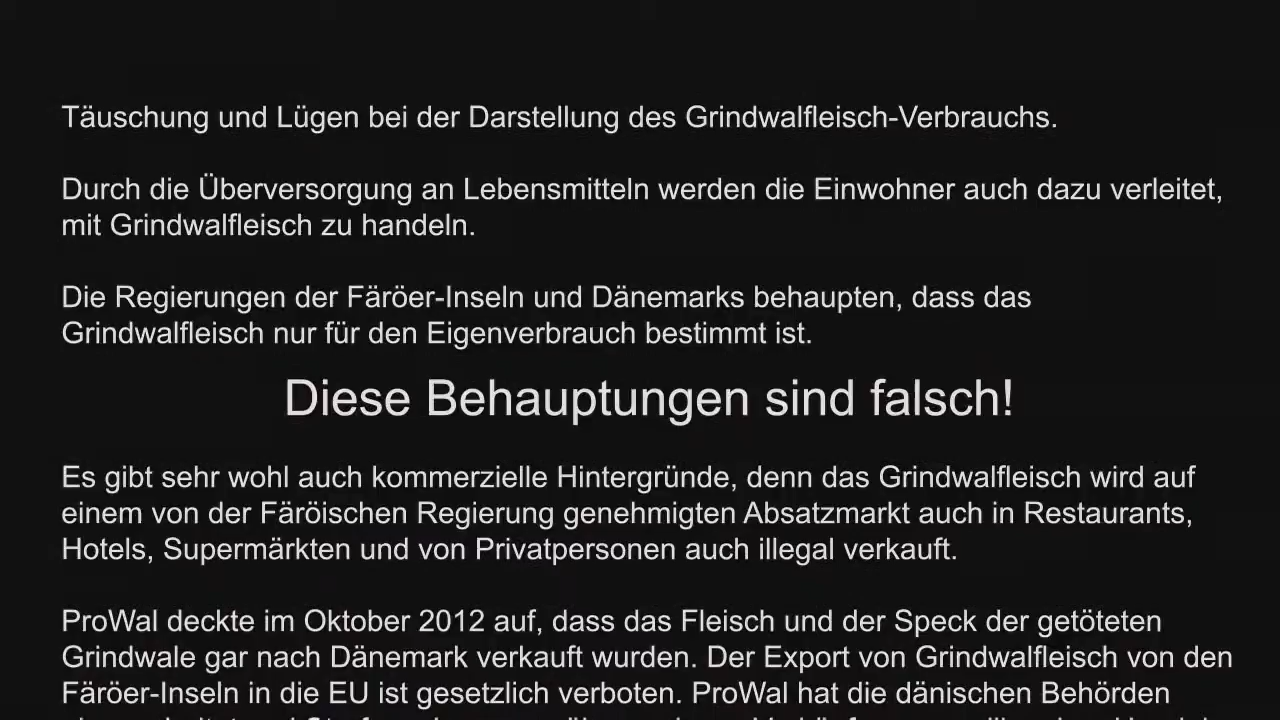 Täuschung und Lügen bei der Darstellung des Grindwalfleisch-Verbrauchs.
Durch die Überversorgung an Lebensmitteln werden die Einwohner auch dazu verleitet,
mit Grindwalfleisch zu handeln.
Die Regierungen der Färöer-Inseln und Dänemarks behaupten, dass das
Grindwalfleisch nur für den Eigenverbrauch bestimmt ist.
Diese Behauptungen sind falsch!
Es gibt sehr wohl auch kommerzielle Hintergründe, denn das Grindwalfleisch wird auf
einem von der Färöischen Regierung genehmigten Absatzmarkt auch in Restaurants,
Hotels, Supermärkten und von Privatpersonen auch illegal verkauft.
ProWal deckte im Oktober 2012 auf, dass das Fleisch und der Speck der getöteten
Grindwale gar nach Dänemark verkauft wurden. Der Export von Grindwalfleisch von den
Färöer-Inseln in die EU ist gesetzlich verboten. ProWal hat die dänischen Behörden